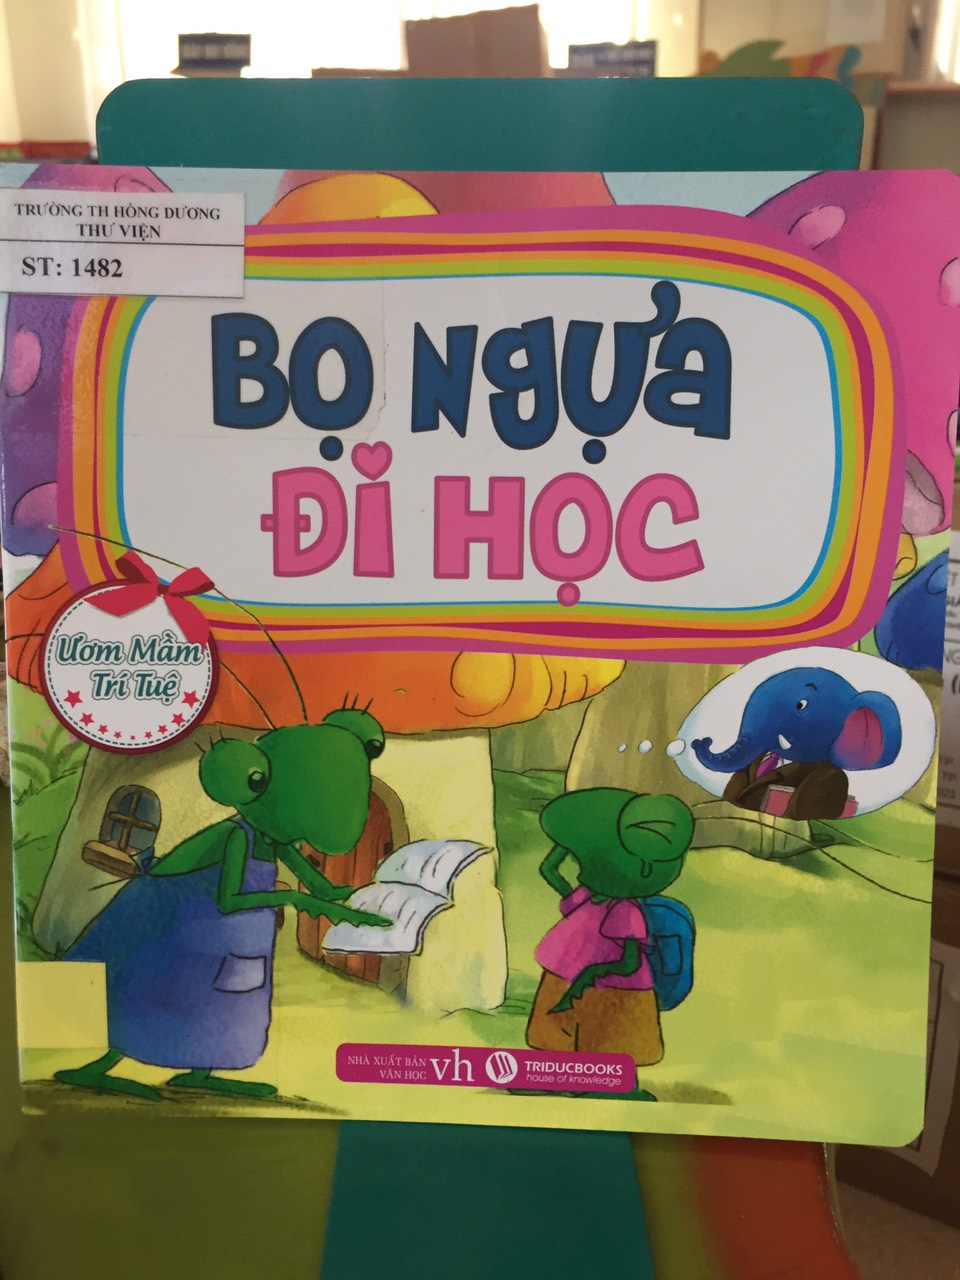 TRƯỜNG TH HỒNG DƯƠNG
THƯ VIỆN
ST: 1482
BỌ NGỰA
ĐI HỌC
Ươm Mầm
Trí Tuệ
NHÀ XUẤT BẢN
VĂN HỌC
vh
TRIDUCBOOKS
house of knowledge